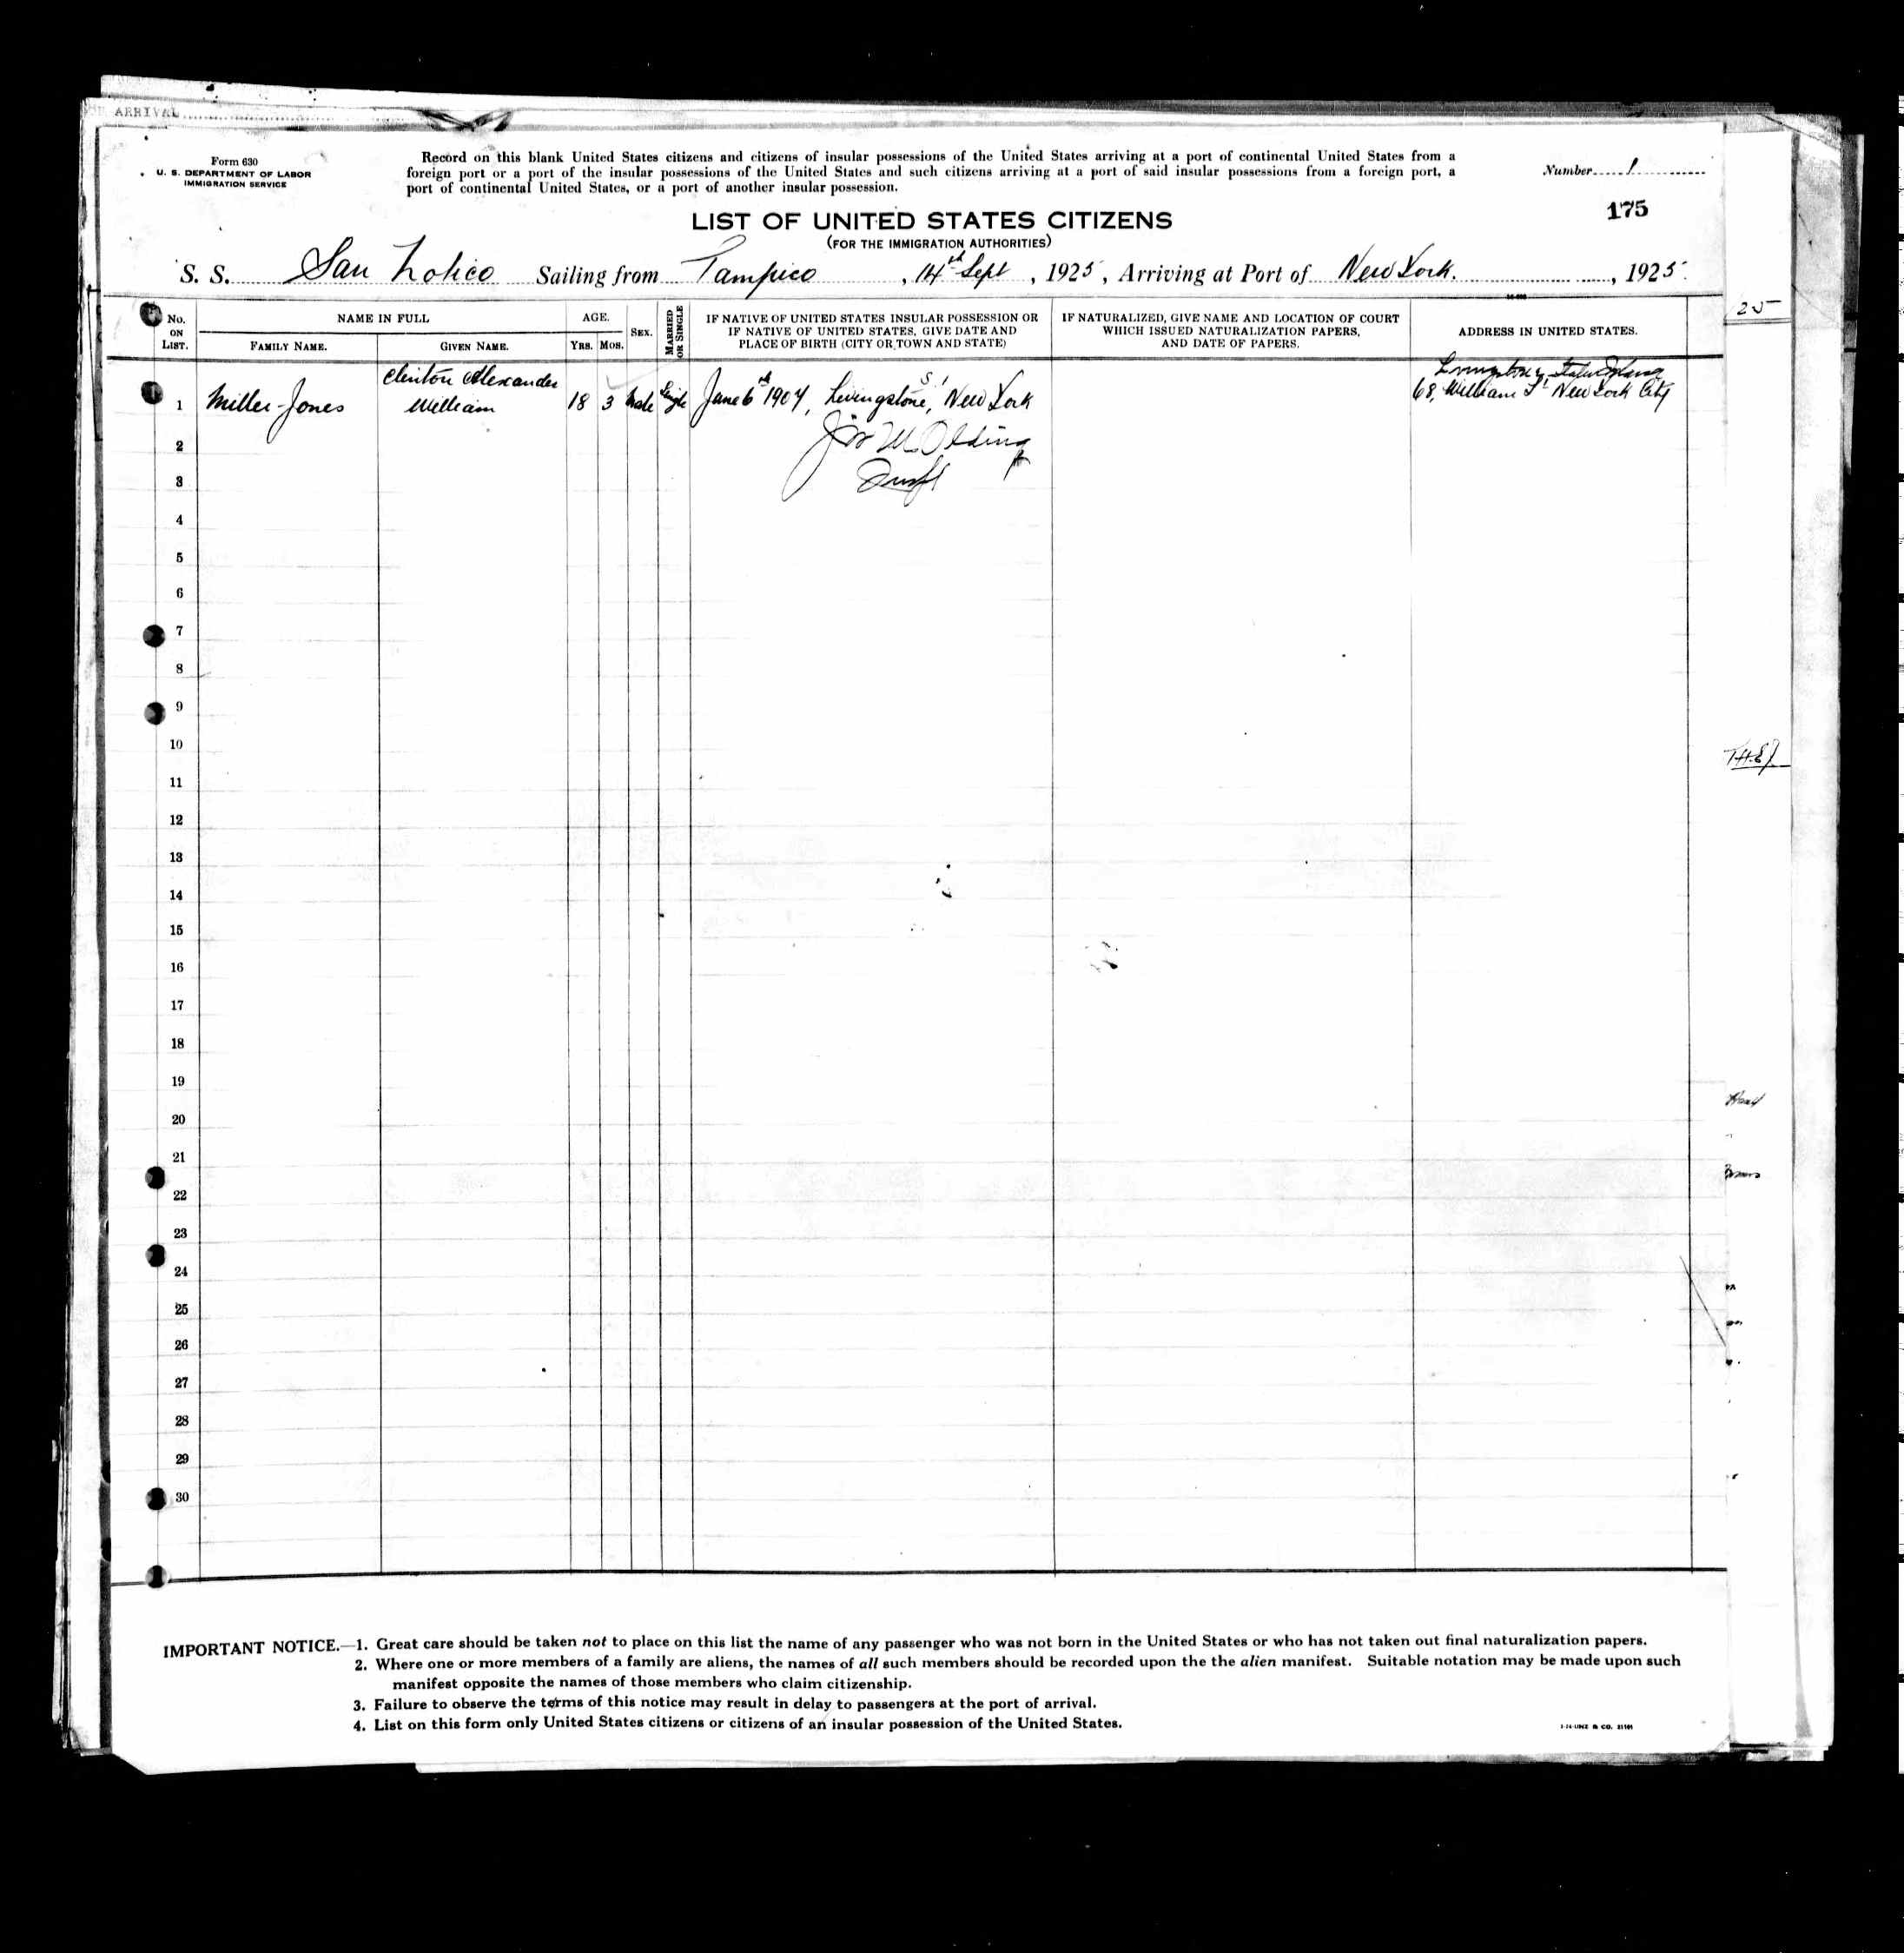 ARRIVAL
Form 630
U. S. DEPARTMENT OF LABOR
IMMIGRATION SERVICE
Record on this blank United States citizens and citizens of insular possessions of the United States arriving at a port of continental United States from a
foreign port or a port of the insular possessions of the United States and such citizens arriving at a port of said insular possessions from a foreign port, a
port of continental United States, or a port of another insular possession.
Number 1
175
LIST OF UNITED STATES CITIZENS
(FOR THE IMMIGRATION AUTHORITIES)
S. S. San Sailing from Tampico, 14th Sept, 1925, Arriving at Port of New York., 1925.
25
No. ON LIST.
NAME IN FULL
FAMILY NAME.
GIVEN NAME.
AGE.
YRS. MOS.
SEX.
MARRIED OR SINGLE
IF NATIVE OF UNITED STATES INSULAR POSSESSION OR
IF NATIVE OF UNITED STATES, GIVE DATE AND
PLACE OF BIRTH (CITY OR TOWN AND STATE)
IF NATURALIZED, GIVE NAME AND LOCATION OF COURT
WHICH ISSUED NATURALIZATION PAPERS,
AND DATE OF PAPERS.
ADDRESS IN UNITED STATES.
Clinton Alexander
Livingstone, Staten Island
1 Miller-Jones William 18 3 Male Single June 6th 1907, Livingstone, S.I. New York 68, William St New York City
2
3
4
5
6
7
8
9
10
11
12
13
14
15
16
17
18
19
20
21
22
23
24
25
26
27
28
29
30
IMPORTANT NOTICE.—1. Great care should be taken not to place on this list the name of any passenger who was not born in the United States or who has not taken out final naturalization papers.
2. Where one or more members of a family are aliens, the names of all such members should be recorded upon the the alien manifest. Suitable notation may be made upon such
manifest opposite the names of those members who claim citizenship.
3. Failure to observe the terms of this notice may result in delay to passengers at the port of arrival.
4. List on this form only United States citizens or citizens of an insular possession of the United States.